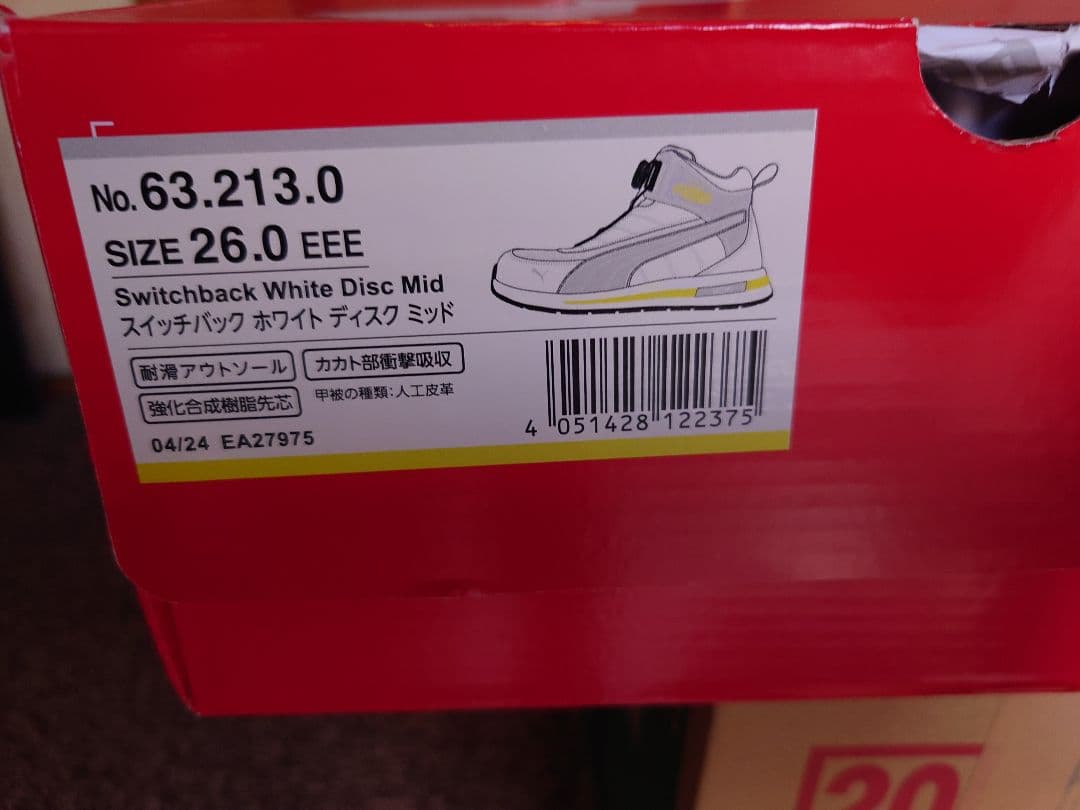 No.63.213.0
SIZE 26.0 EEE
Switchback White Disc Mid
スイッチバック ホワイト ディスク ミッド
耐滑アウトソール
カカト部衝撃吸収
強化合成樹脂先芯
甲被の種類:人工皮革
04/24 EA27975
4 051428 122375
20